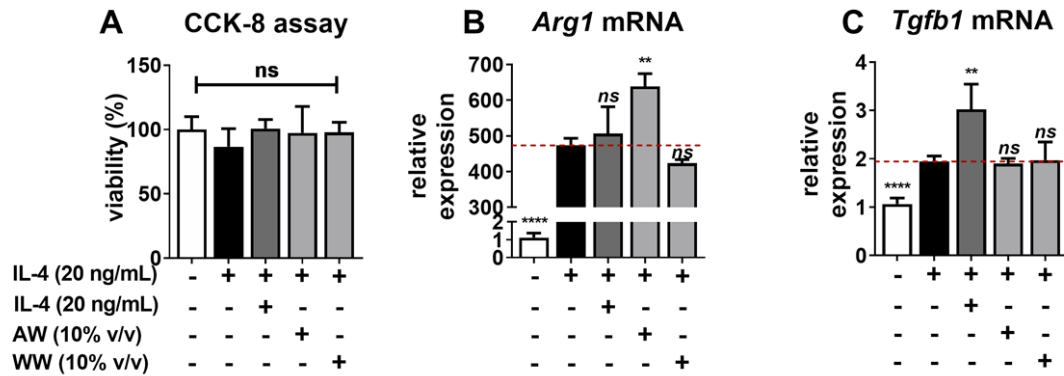 A CCK-8 assay
B Arg1 mRNA
C Tgfb1 mRNA
viability (%)
150
100
50
0
ns
relative
expression
700
600
500
400
300
2
1
0
****
ns
**
ns
relative
expression
4
3
2
1
0
****
**
ns
ns
IL-4 (20 ng/mL) - + + + + - + + + + - + + + +
IL-4 (20 ng/mL) - - + - - - - + - - - - + - -
AW (10% v/v) - - - + - - - - + - - - - + -
WW (10% v/v) - - - - + - - - - + - - - - +